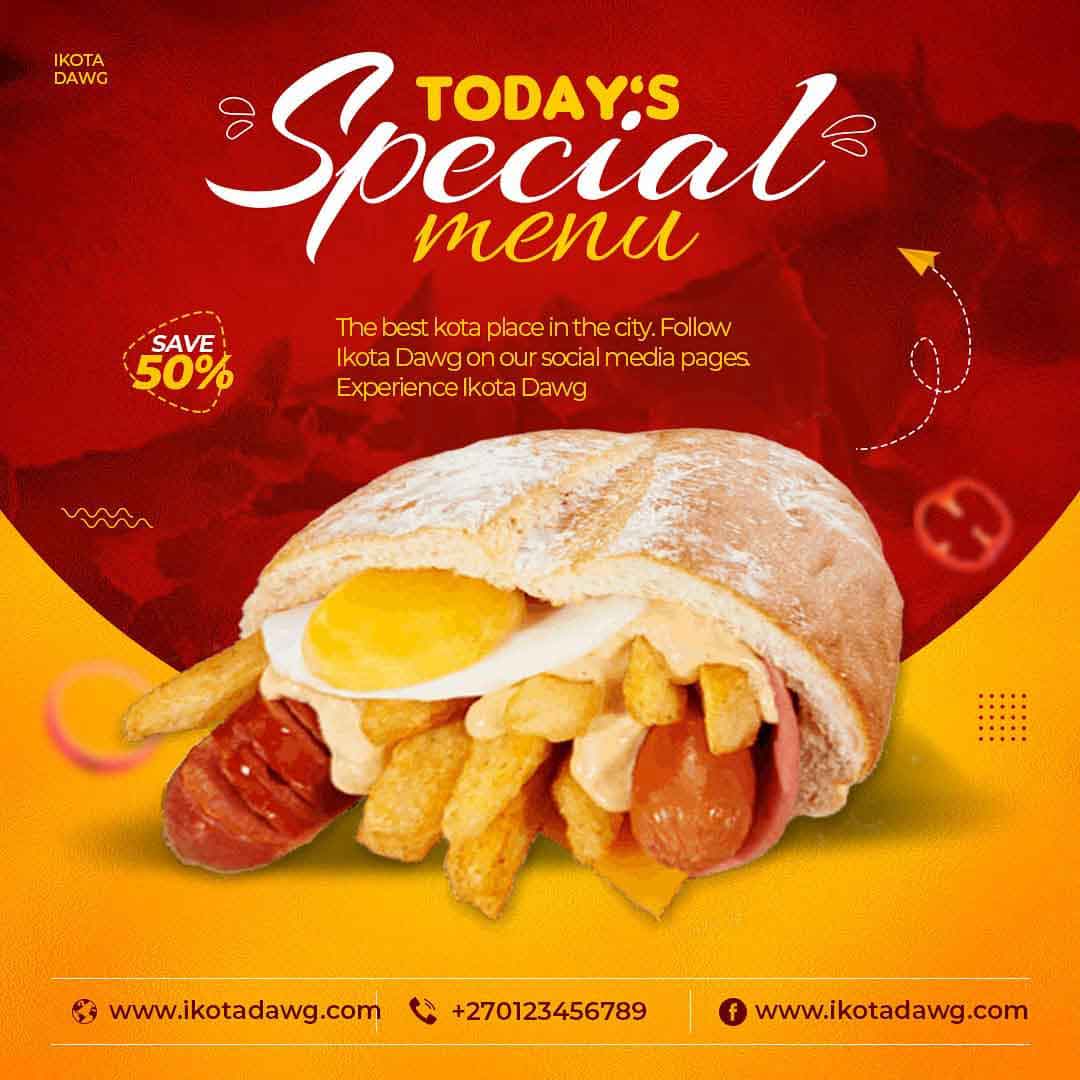 IKOTA
DAWG
TODAY‘S
Special
menu
SAVE
50%
The best kota place in the city. Follow
Ikota Dawg on our social media pages.
Experience Ikota Dawg
www.ikotadawg.com
+270123456789
www.ikotadawg.com